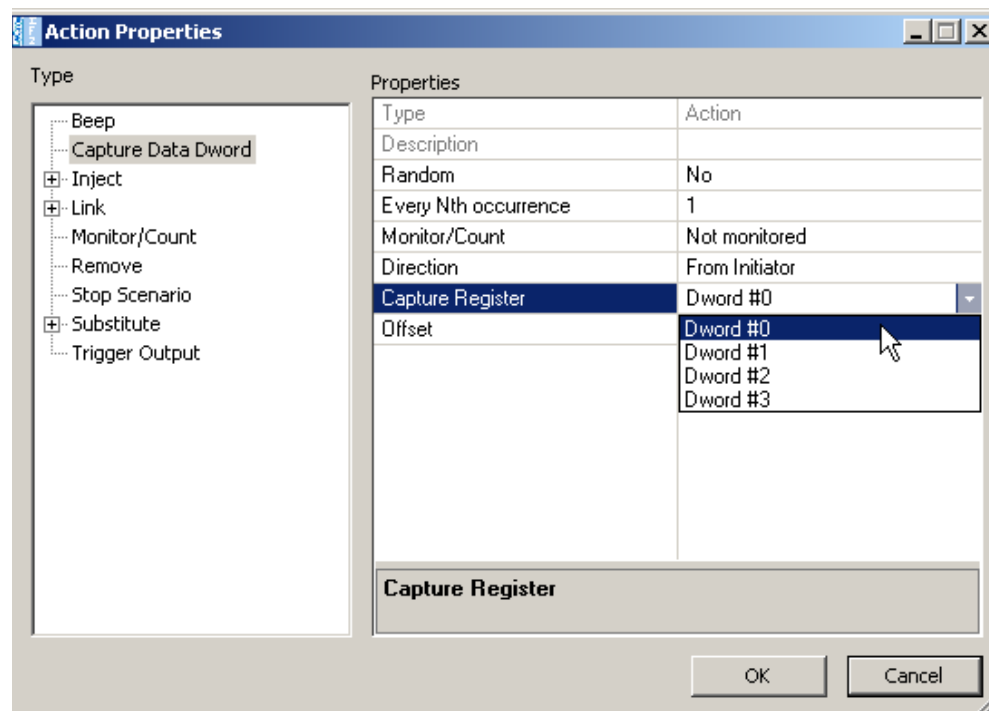 Action Properties
Type
Beep
Capture Data Dword
Inject
Link
Monitor/Count
Remove
Stop Scenario
Substitute
Trigger Output
Properties
Type Action
Description
Random No
Every Nth occurrence 1
Monitor/Count Not monitored
Direction From Initiator
Capture Register Dword #0
Offset
Dword #0
Dword #1
Dword #2
Dword #3
Capture Register
OK Cancel